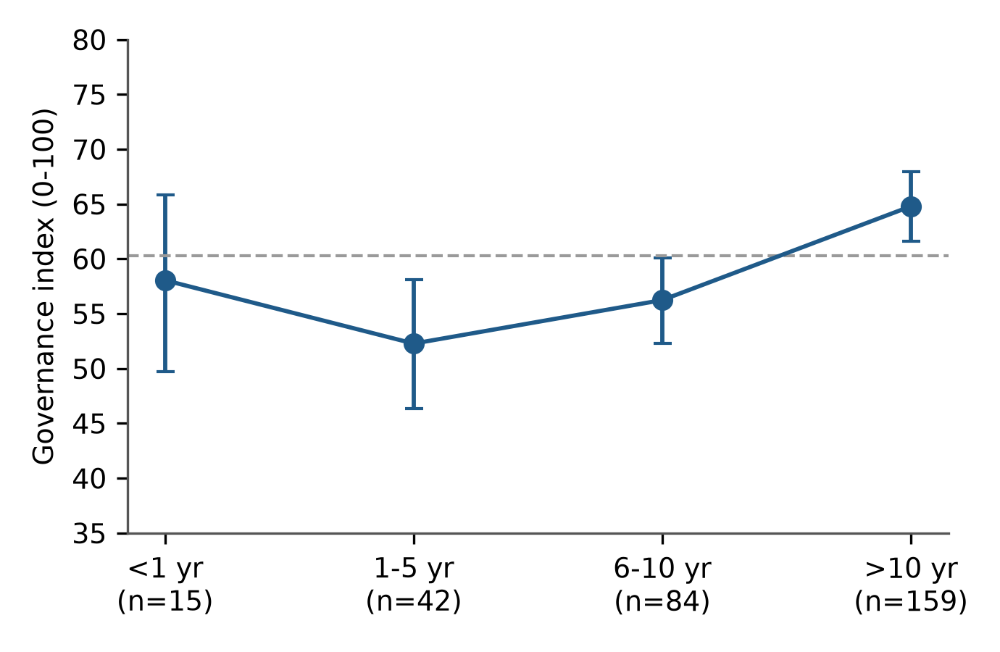 Governance index (0-100)
80
75
70
65
60
55
50
45
40
35
<1 yr
(n=15)
1-5 yr
(n=42)
6-10 yr
(n=84)
>10 yr
(n=159)